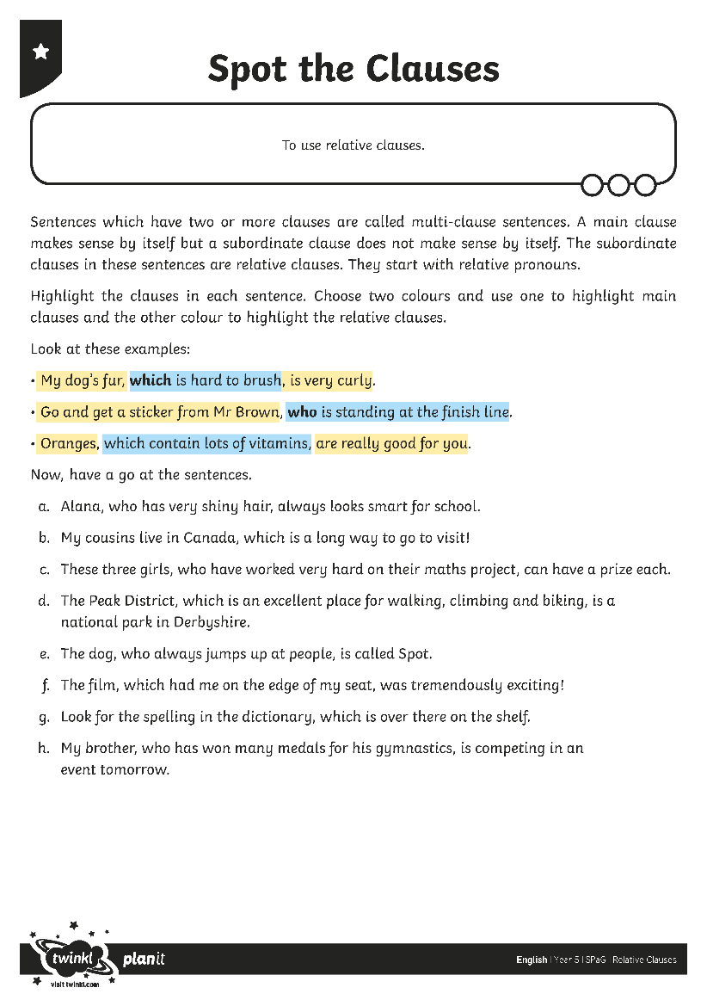 Spot the Clauses
To use relative clauses.
Sentences which have two or more clauses are called multi-clause sentences. A main clause
makes sense by itself but a subordinate clause does not make sense by itself. The subordinate
clauses in these sentences are relative clauses. They start with relative pronouns.
Highlight the clauses in each sentence. Choose two colours and use one to highlight main
clauses and the other colour to highlight the relative clauses.
Look at these examples:
• My dog's fur, which is hard to brush, is very curly.
• Go and get a sticker from Mr Brown, who is standing at the finish line.
• Oranges, which contain lots of vitamins, are really good for you.
Now, have a go at the sentences.
a. Alana, who has very shiny hair, always looks smart for school.
b. My cousins live in Canada, which is a long way to go to visit!
c. These three girls, who have worked very hard on their maths project, can have a prize each.
d. The Peak District, which is an excellent place for walking, climbing and biking, is a
national park in Derbyshire.
e. The dog, who always jumps up at people, is called Spot.
f. The film, which had me on the edge of my seat, was tremendously exciting!
g. Look for the spelling in the dictionary, which is over there on the shelf.
h. My brother, who has won many medals for his gymnastics, is competing in an
event tomorrow.
twinkl planit
visit twinkl.com
English | Year 5 | SPaG | Relative Clauses